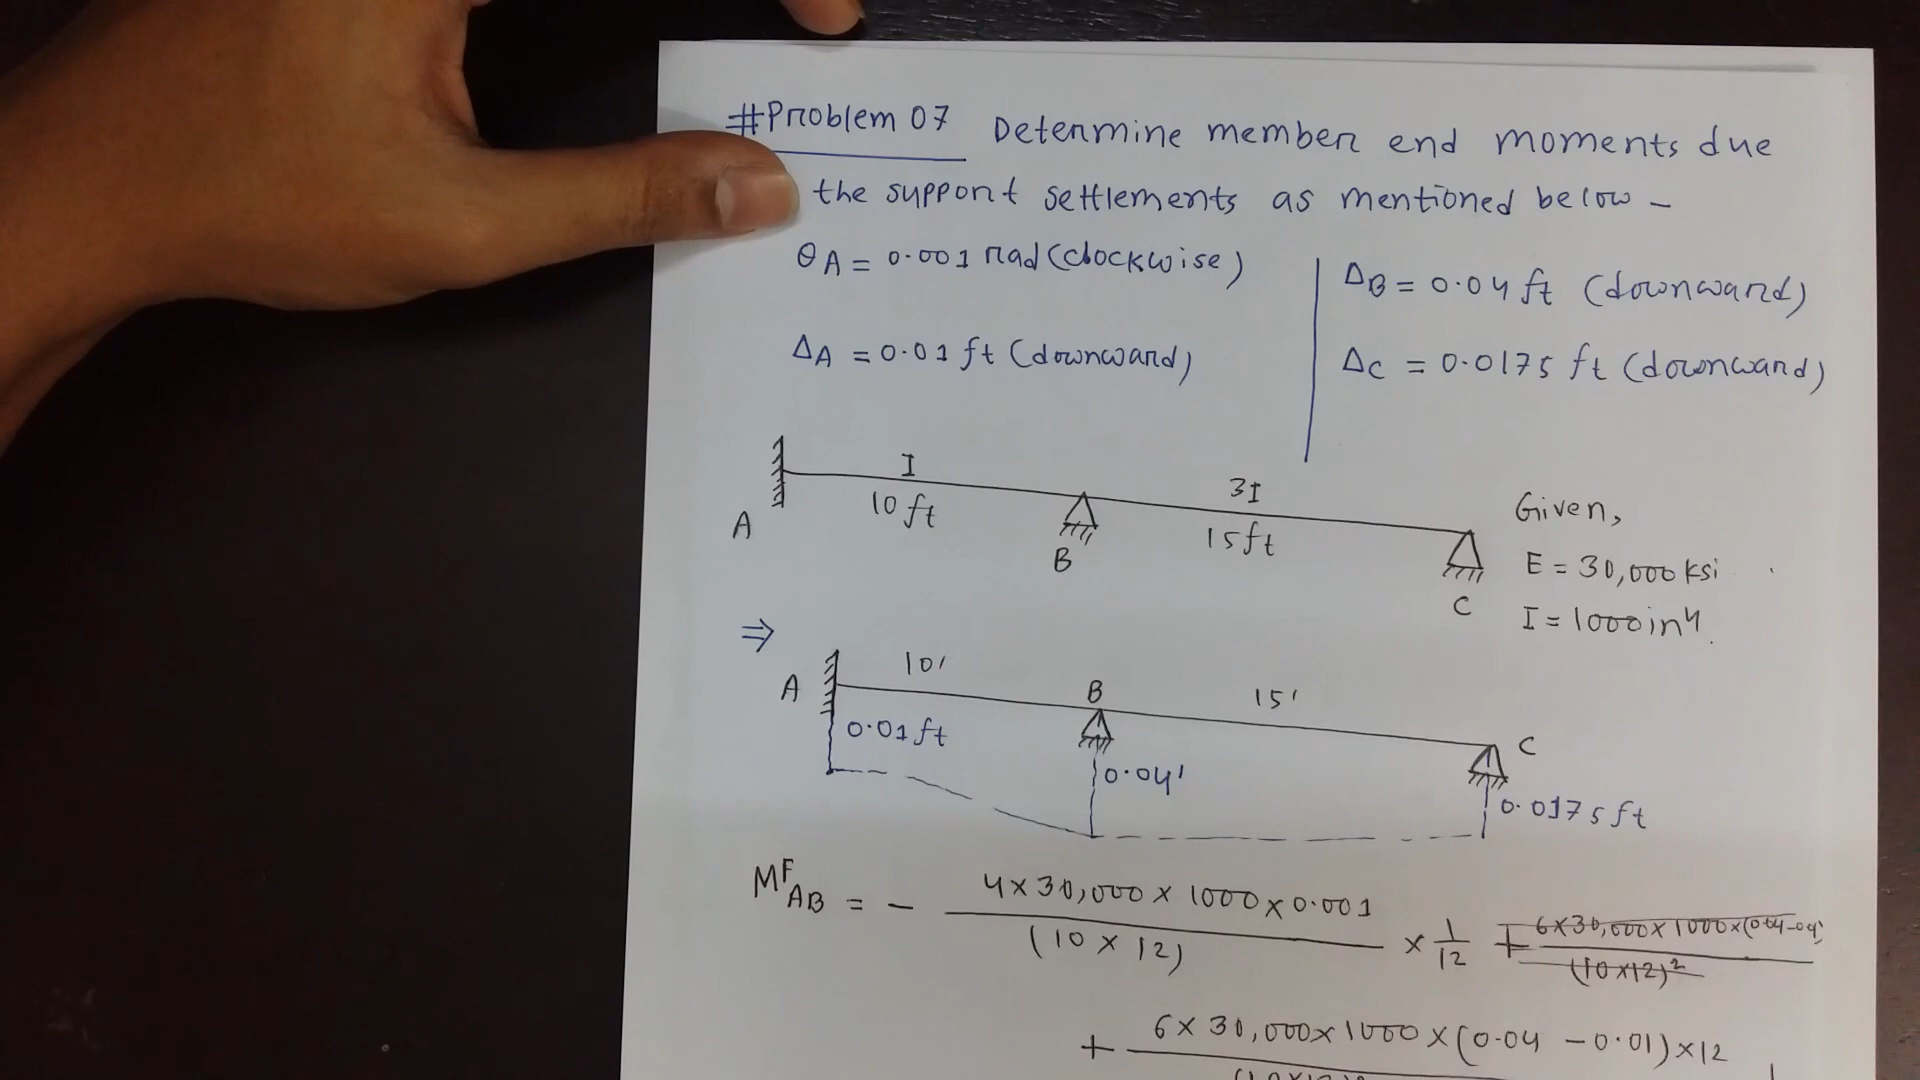 #Problem 07 Determine member end moments due
the support settlements as mentioned below -
θA = 0.001 rad (clockwise)
ΔA = 0.01 ft (downward)
ΔB = 0.04 ft (downward)
ΔC = 0.0175 ft (downward)
I
3I
10 ft
15 ft
A
B
C
Given,
E = 30,000 ksi
I = 1000 in4.
⇒
10'
15'
A
B
C
0.01 ft
0.04'
0.0175 ft
M^F AB = - 4 x 30,000 x 1000 x 0.001 / (10 x 12) x 1/12 +
+ 6 x 30,000 x 1000 x (0.04 - 0.01) x 12